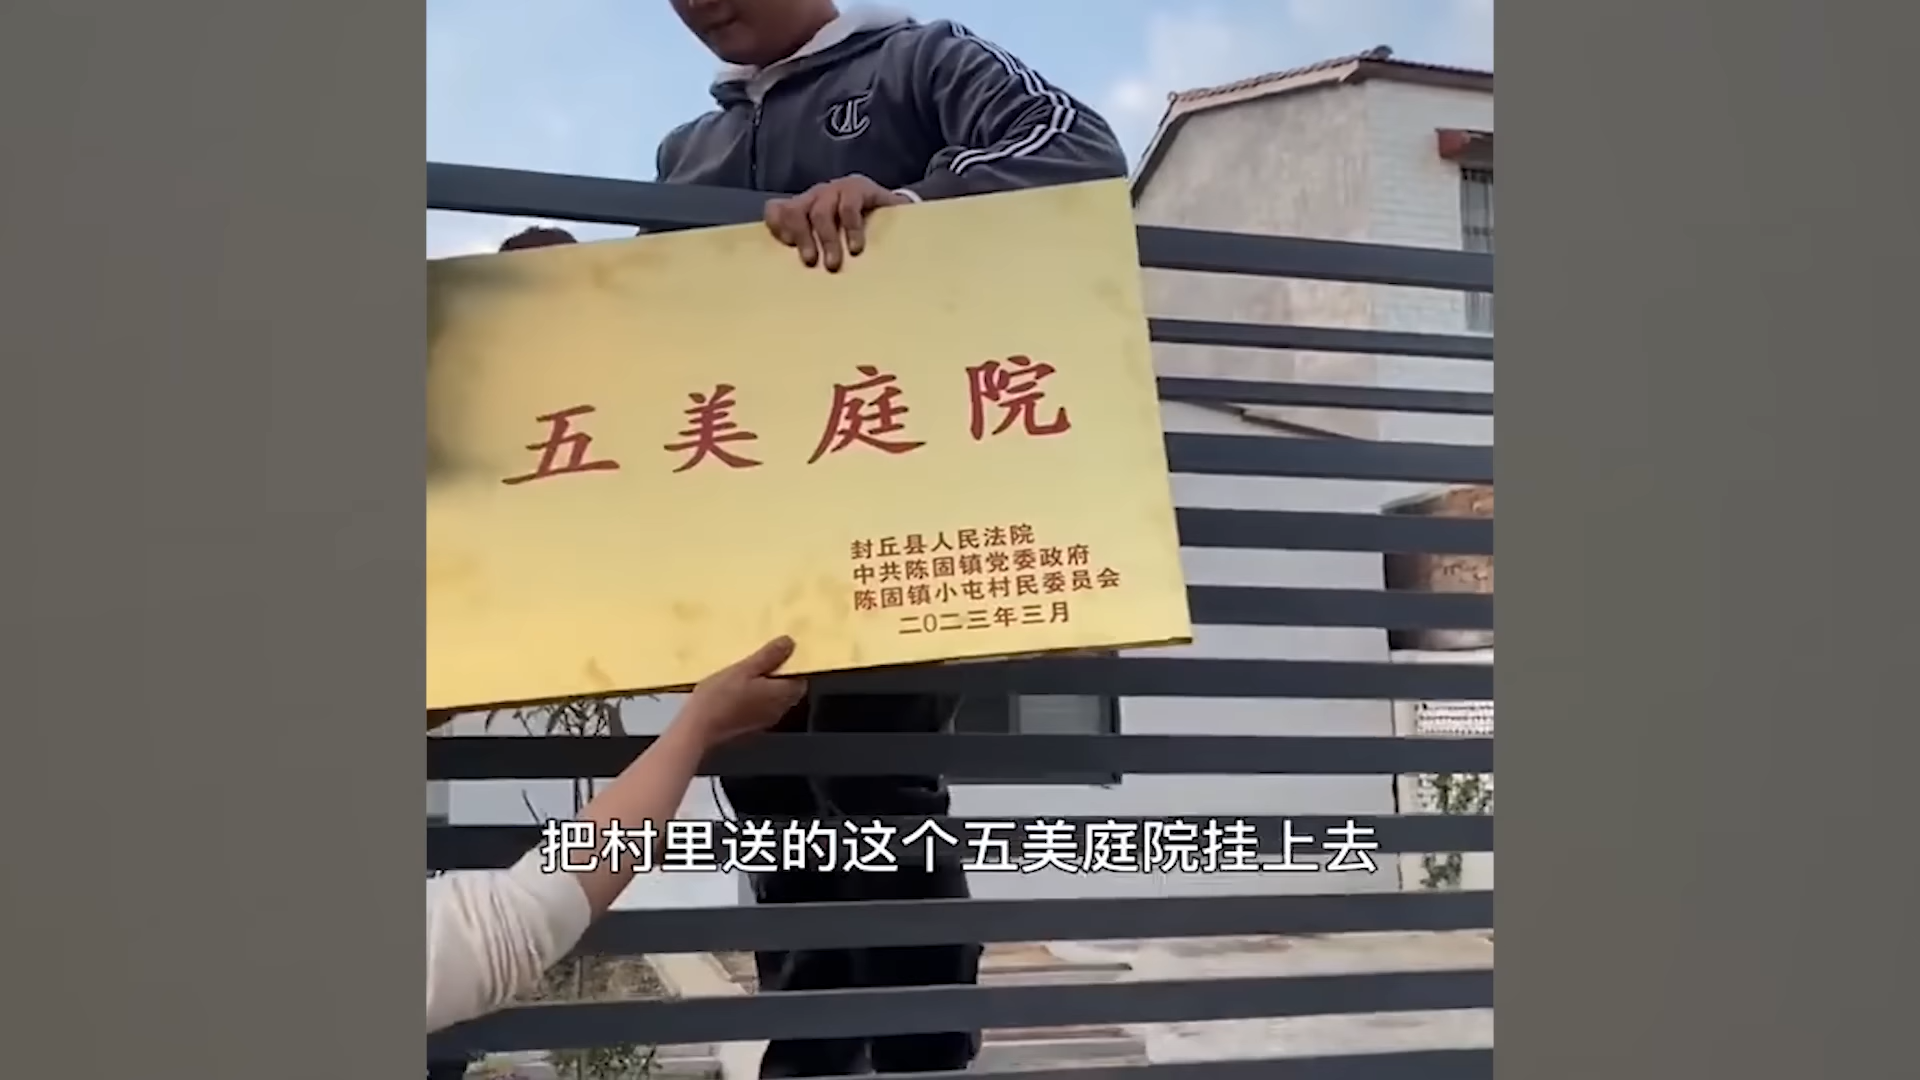 五美庭院
封丘县人民法院
中共陈固镇党委政府
陈固镇小屯村民委员会
二〇二三年三月
把村里送的这个五美庭院挂上去